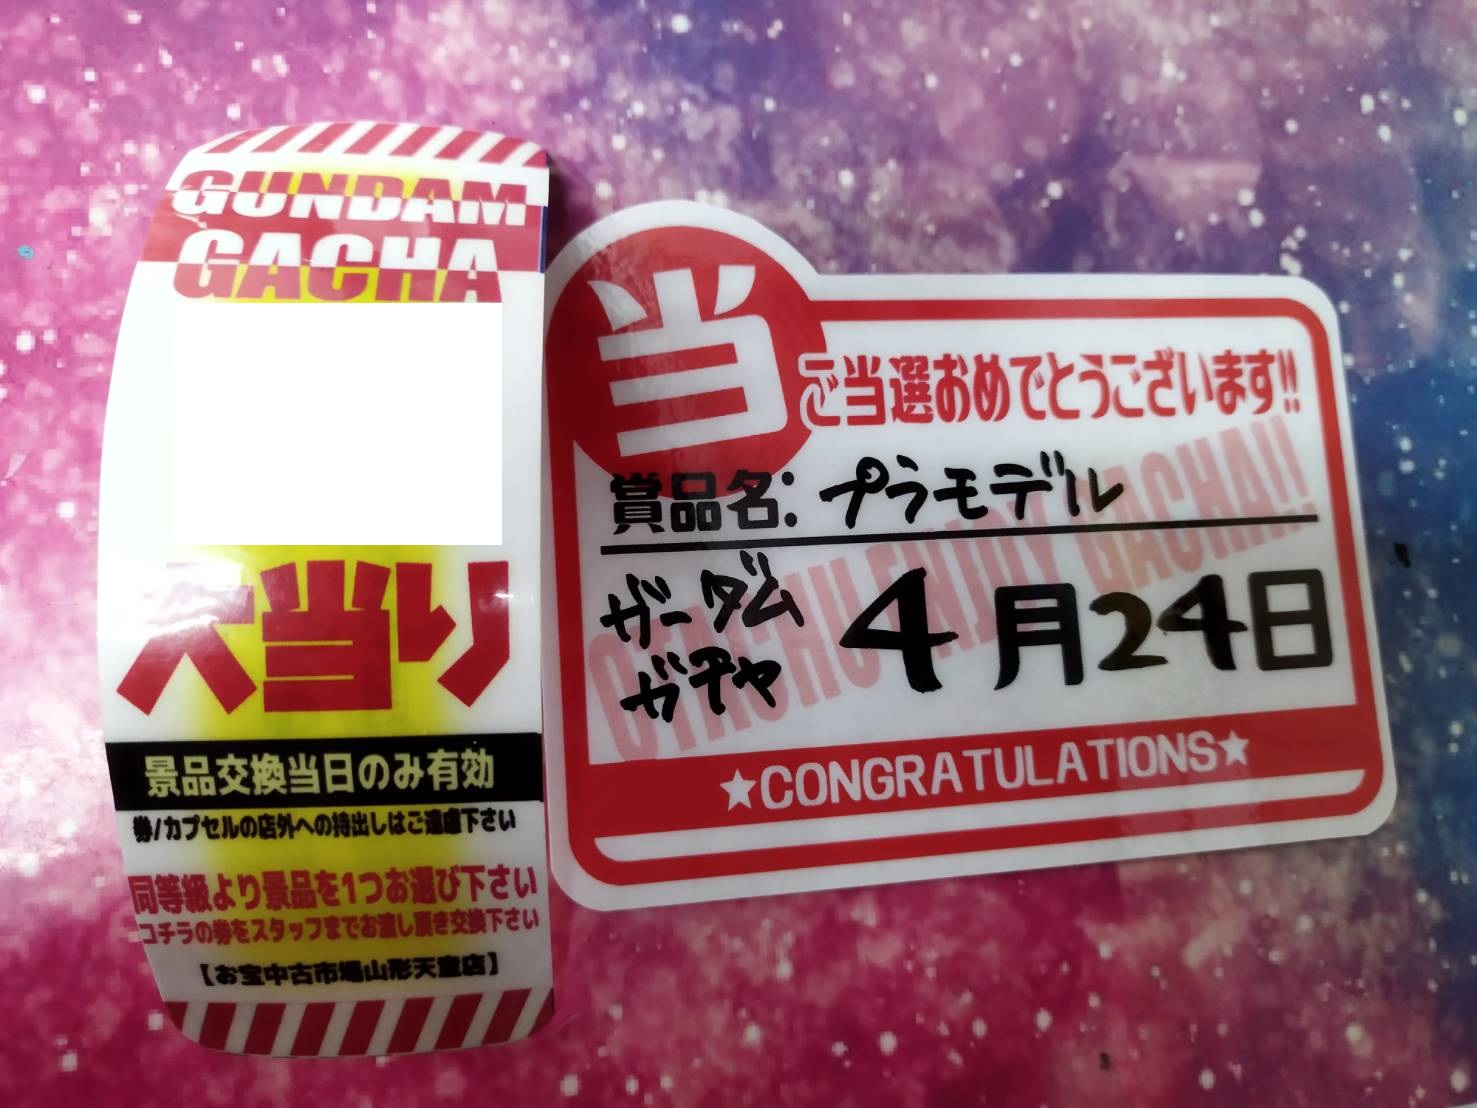 GUNDAM
GACHA
大当り
景品交換当日のみ有効
券/カプセルの店外への持出しはご遠慮下さい
同等級より景品を1つお選び下さい
コチラの券をスタッフまでお渡し頂き交換下さい
【お宝中古市場山形天童店】
当
ご当選おめでとうございます!!
賞品名: プラモデル
ガンダム
ガチャ
4月24日
OTACHU ENJOY GACHA!!
★CONGRATULATIONS★